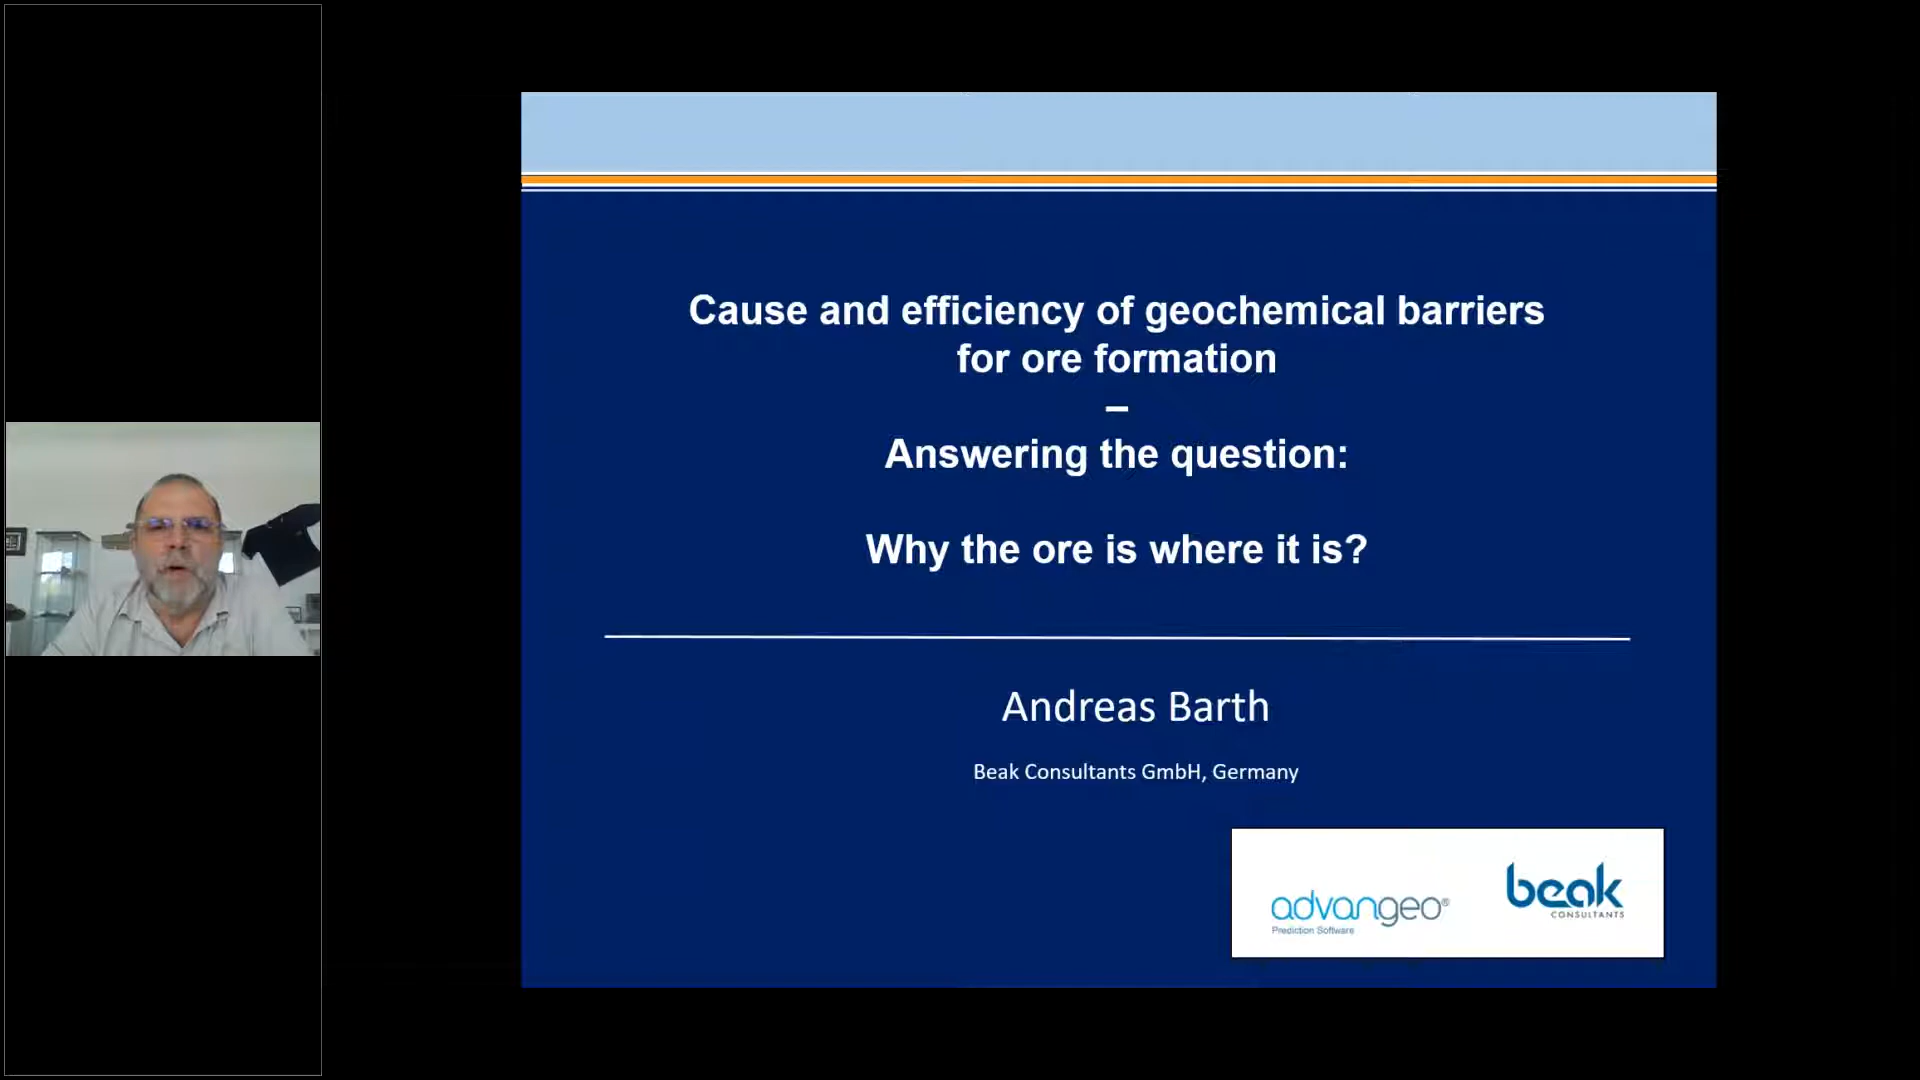 Cause and efficiency of geochemical barriers
for ore formation
–
Answering the question:
Why the ore is where it is?
Andreas Barth
Beak Consultants GmbH, Germany
advangeo®
Prediction Software
beak
CONSULTANTS